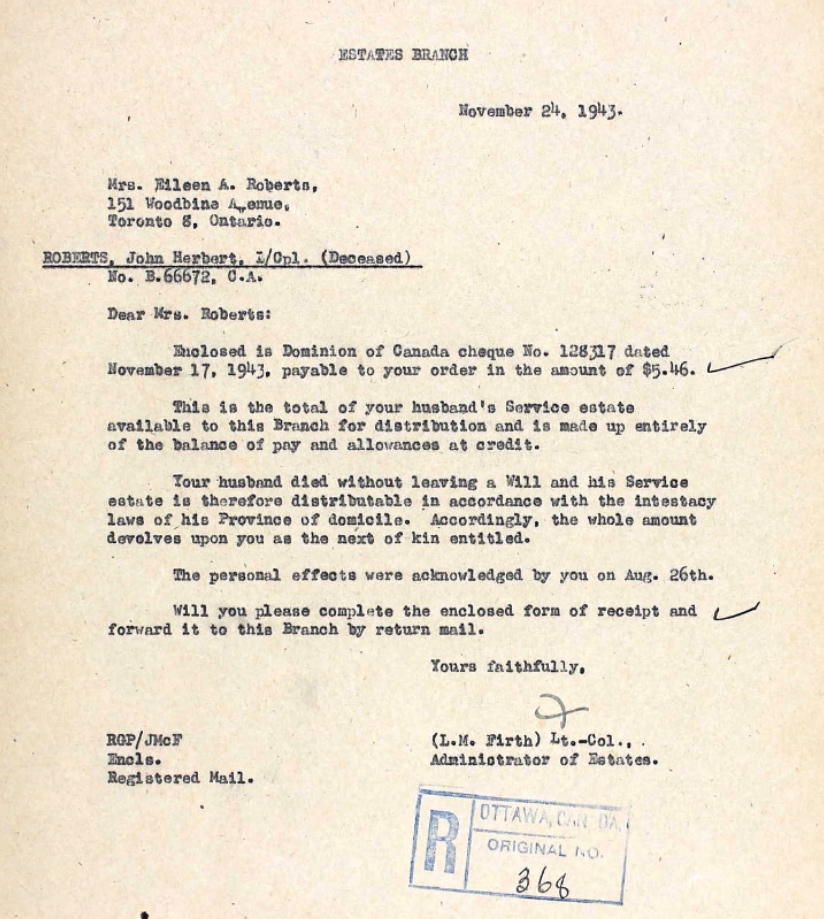 ESTATES BRANCH
November 24, 1943.
Mrs. Eileen A. Roberts,
151 Woodbine Avenue,
Toronto 8, Ontario.
ROBERTS, John Herbert, L/Cpl. (Deceased)
No. B.66672, C.A.
Dear Mrs. Roberts:
Enclosed is Dominion of Canada cheque No. 128317 dated
November 17, 1943, payable to your order in the amount of $5.46.
This is the total of your husband's Service estate
available to this Branch for distribution and is made up entirely
of the balance of pay and allowances at credit.
Your husband died without leaving a Will and his Service
estate is therefore distributable in accordance with the intestacy
laws of his Province of domicile. Accordingly, the whole amount
devolves upon you as the next of kin entitled.
The personal effects were acknowledged by you on Aug. 26th.
Will you please complete the enclosed form of receipt and
forward it to this Branch by return mail.
Yours faithfully,
RGP/JMcF
Encls.
Registered Mail.
(L.M. Firth) Lt.-Col.,
Administrator of Estates.
R
OTTAWA, CANADA.
ORIGINAL NO.
368